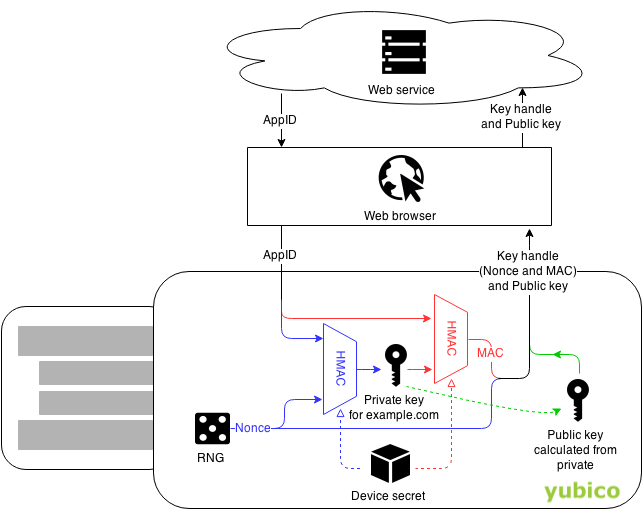 Web service
AppID
Key handle
and Public key
Web browser
AppID
Key handle
(Nonce and MAC)
and Public key
HMAC
HMAC
MAC
Private key
for example.com
Nonce
RNG
Public key
calculated from
private
Device secret
yubico